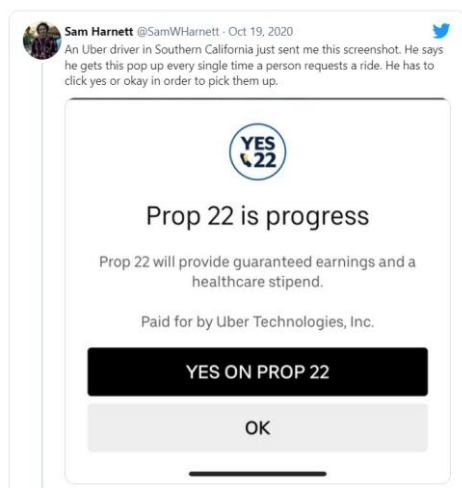 Sam Harnett @SamWHarnett · Oct 19, 2020
An Uber driver in Southern California just sent me this screenshot. He says
he gets this pop up every single time a person requests a ride. He has to
click yes or okay in order to pick them up.
YES
22
Prop 22 is progress
Prop 22 will provide guaranteed earnings and a
healthcare stipend.
Paid for by Uber Technologies, Inc.
YES ON PROP 22
OK